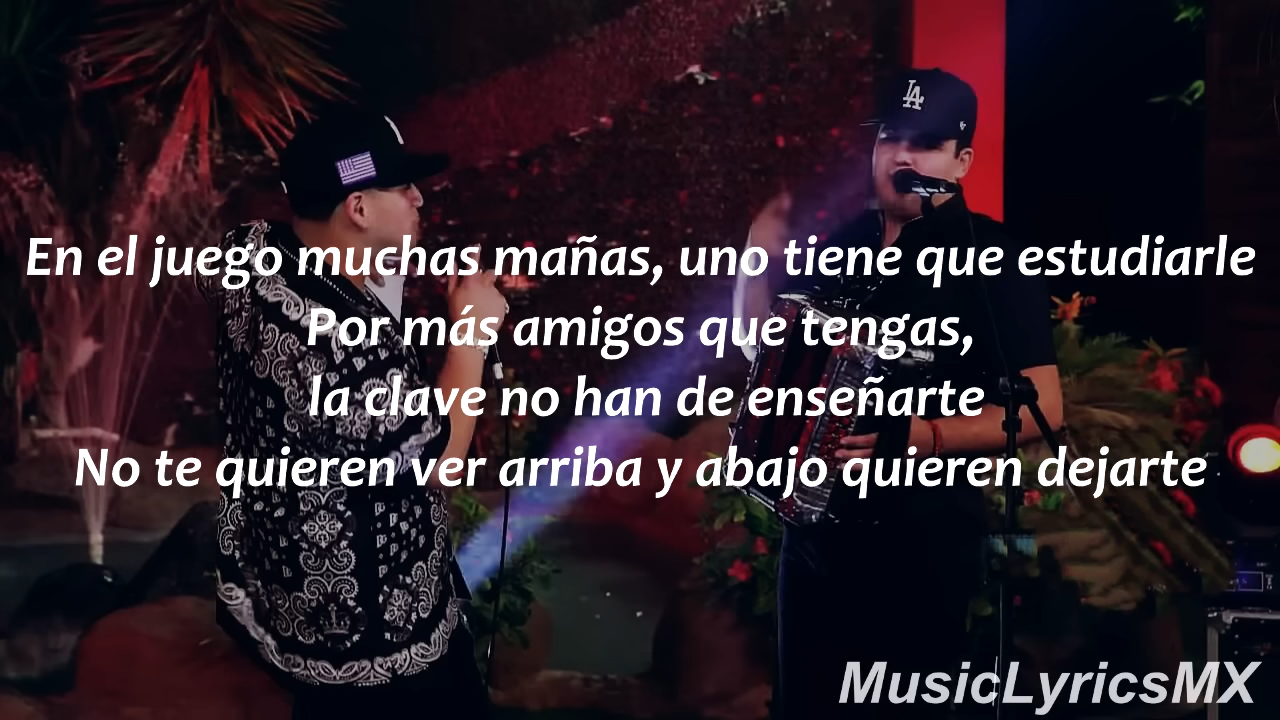 LA
En el juego muchas mañas, uno tiene que estudiarle
Por más amigos que tengas,
la clave no han de enseñarte
No te quieren ver arriba y abajo quieren dejarte
MusicLyricsMX